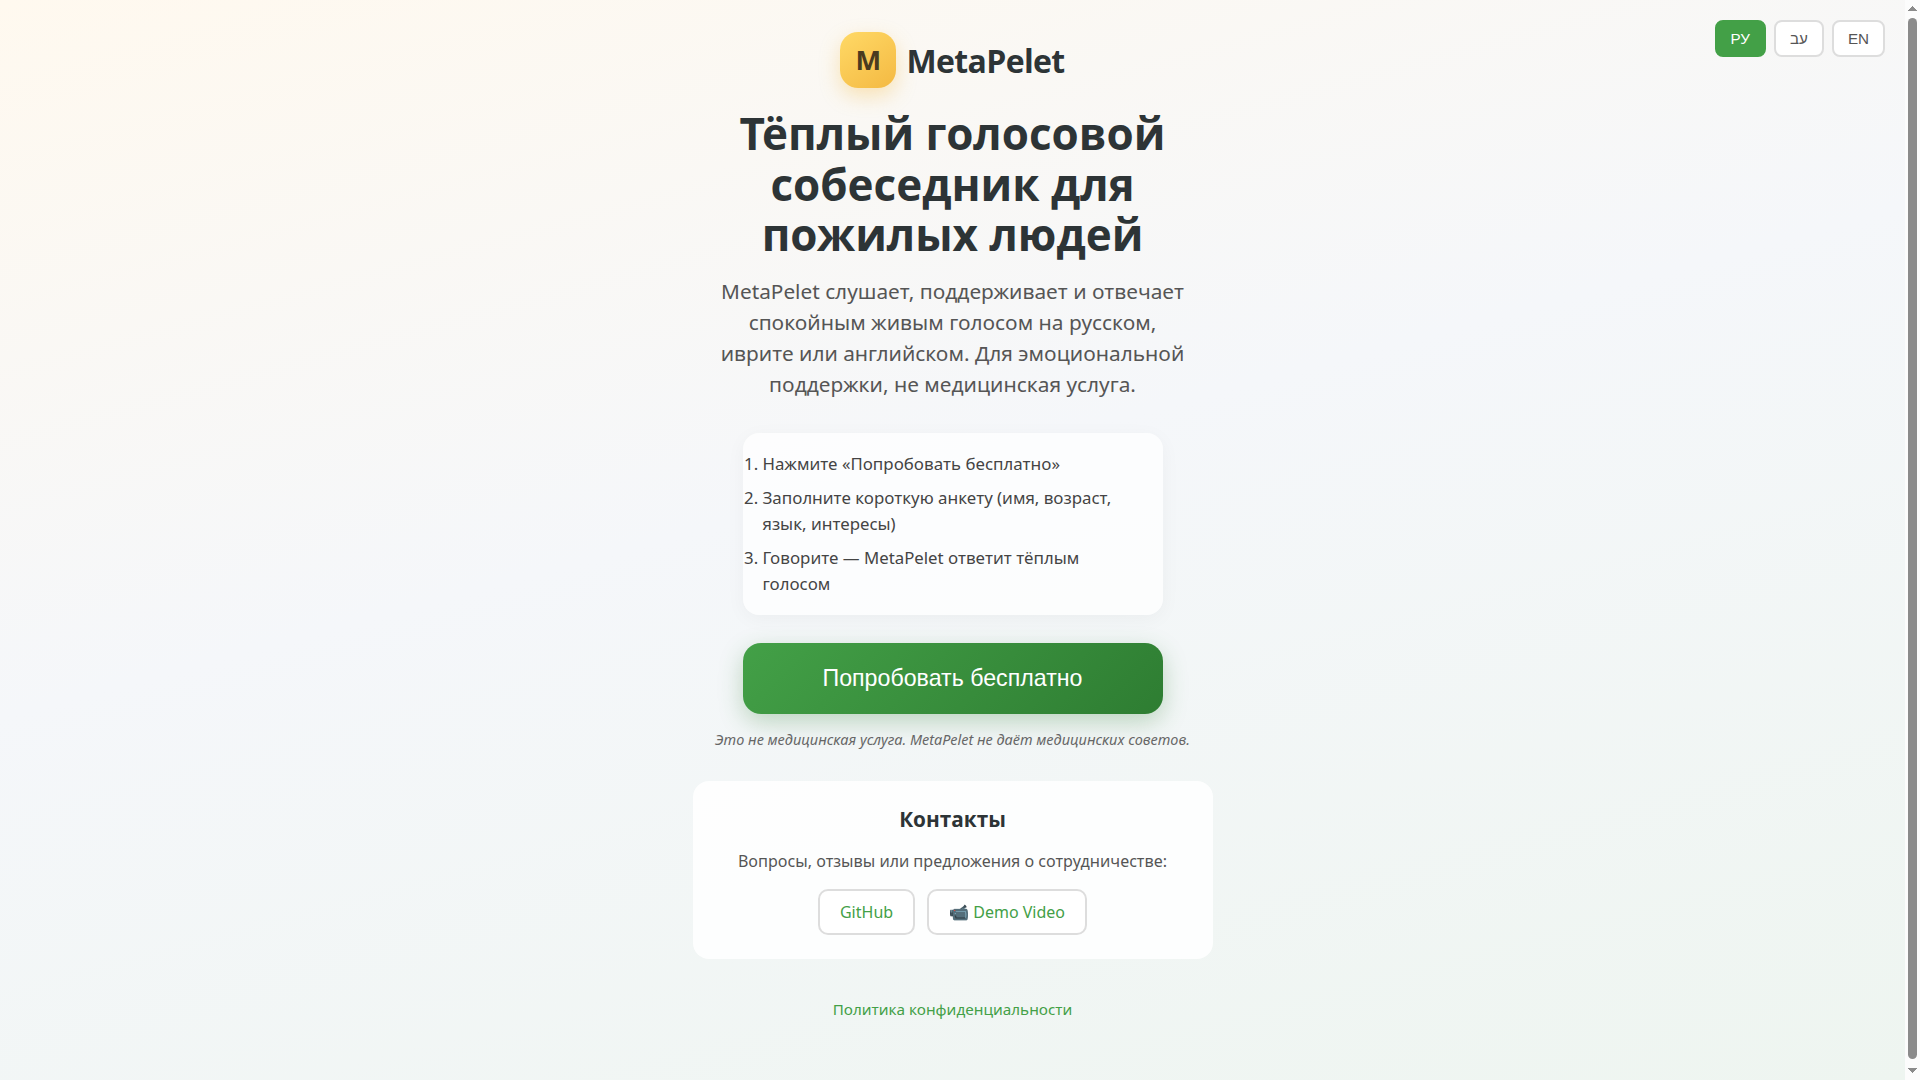 РУ
עב
EN
M
MetaPelet
Тёплый голосовой
собеседник для
пожилых людей
MetaPelet слушает, поддерживает и отвечает
спокойным живым голосом на русском,
иврите или английском. Для эмоциональной
поддержки, не медицинская услуга.
1. Нажмите «Попробовать бесплатно»
2. Заполните короткую анкету (имя, возраст,
язык, интересы)
3. Говорите — MetaPelet ответит тёплым
голосом
Попробовать бесплатно
Это не медицинская услуга. MetaPelet не даёт медицинских советов.
Контакты
Вопросы, отзывы или предложения о сотрудничестве:
GitHub
📹 Demo Video
Политика конфиденциальности